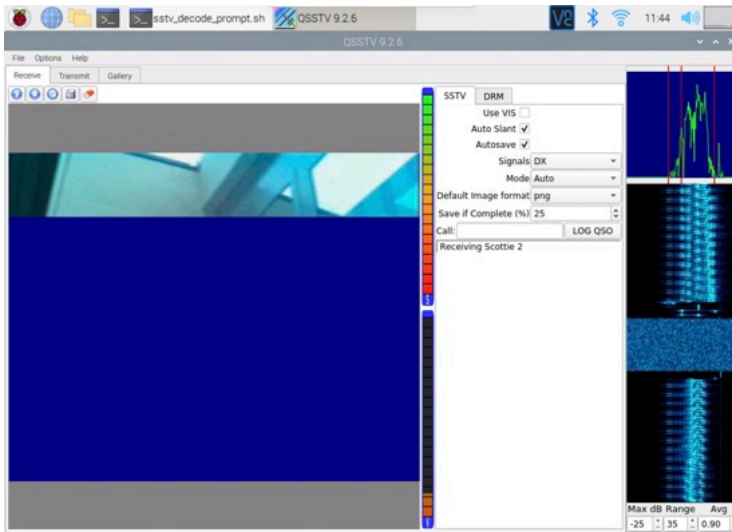 sstv_decode_prompt.sh
QSSTV 9.2.6
11:44
QSSTV 9.2.6
File Options Help
Receive Transmit Gallery
SSTV DRM
Use VIS
Auto Slant
Autosave
Signals DX
Mode Auto
Default Image format png
Save if Complete (%) 25
Call: LOG QSO
Receiving Scottie 2
S
Max dB Range Avg
-25 35 0.90